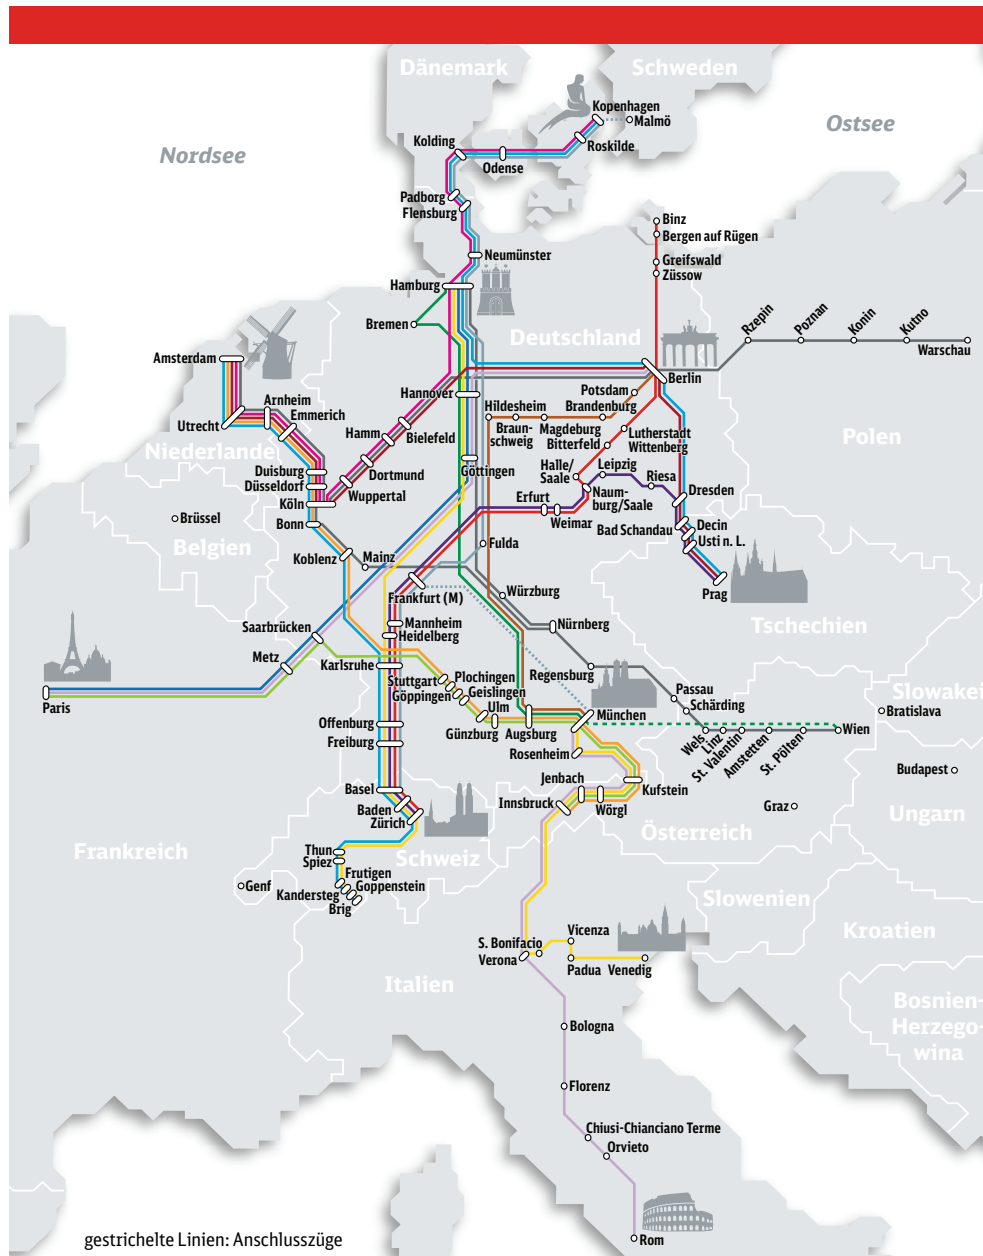 Dänemark
Schweden
Kopenhagen
Malmö
Ostsee
Nordsee
Kolding
Roskilde
Odense
Padborg
Flensburg
Binz
Bergen auf Rügen
Neumünster
Greifswald
Züssow
Hamburg
Bremen
Deutschland
Rzepin
Poznan
Konin
Kutno
Warschau
Amsterdam
Berlin
Arnheim
Emmerich
Hannover
Potsdam
Utrecht
Hildesheim
Brandenburg
Braun-
schweig
Magdeburg
Bitterfeld
Lutherstadt
Wittenberg
Hamm
Bielefeld
Niederlande
Polen
Duisburg
Düsseldorf
Dortmund
Wuppertal
Göttingen
Halle/
Saale
Leipzig
Riesa
Köln
Bonn
Erfurt
Weimar
Naum-
burg/Saale
Dresden
Brüssel
Bad Schandau
Decin
Usti n. L.
Belgien
Koblenz
Mainz
Fulda
Prag
Frankfurt (M)
Würzburg
Saarbrücken
Mannheim
Heidelberg
Nürnberg
Tschechien
Metz
Karlsruhe
Stuttgart
Göppingen
Plochingen
Geislingen
Ulm
Regensburg
Passau
Schärding
Slowakei
Paris
Offenburg
Freiburg
Günzburg
Augsburg
München
Bratislava
Rosenheim
Wels
Linz
St. Valentin
Amstetten
St. Pölten
Wien
Basel
Jenbach
Kufstein
Budapest
Baden
Zürich
Innsbruck
Wörgl
Graz
Ungarn
Österreich
Frankreich
Thun
Spiez
Schweiz
Genf
Frutigen
Goppenstein
Kandersteg
Brig
Slowenien
Kroatien
S. Bonifacio
Vicenza
Verona
Padua
Venedig
Italien
Bosnien-
Herzego-
wina
Bologna
Florenz
Chiusi-Chianciano Terme
Orvieto
Rom
gestrichelte Linien: Anschlusszüge